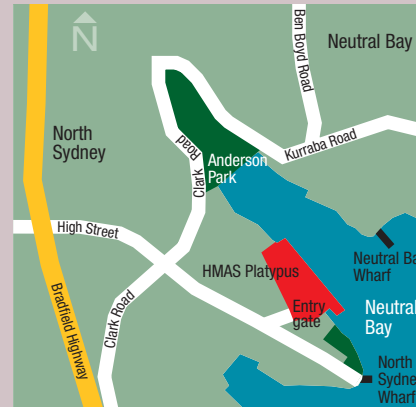 N
Ben Boyd Road
Neutral Bay
North
Sydney
Clark Road
Anderson
Park
Kurraba Road
High Street
HMAS Platypus
Neutral Ba
Wharf
Bradfield Highway
Clark Road
Entry
gate
Neutral
Bay
North
Sydne
Wharf